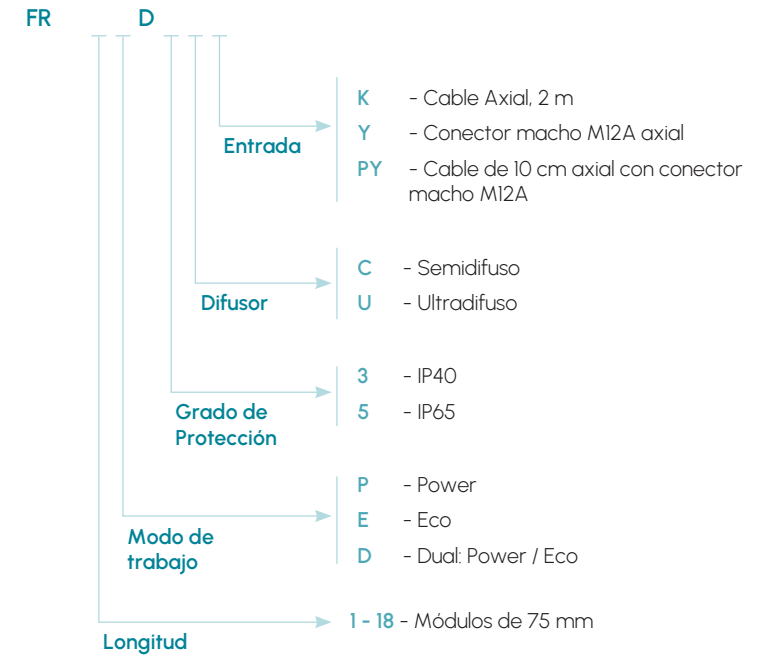 FR D
K - Cable Axial, 2 m
Y - Conector macho M12A axial
Entrada
PY - Cable de 10 cm axial con conector
macho M12A
C - Semidifuso
U - Ultradifuso
Difusor
3 - IP40
5 - IP65
Grado de
Protección
P - Power
E - Eco
D - Dual: Power / Eco
Modo de
trabajo
1 - 18 - Módulos de 75 mm
Longitud